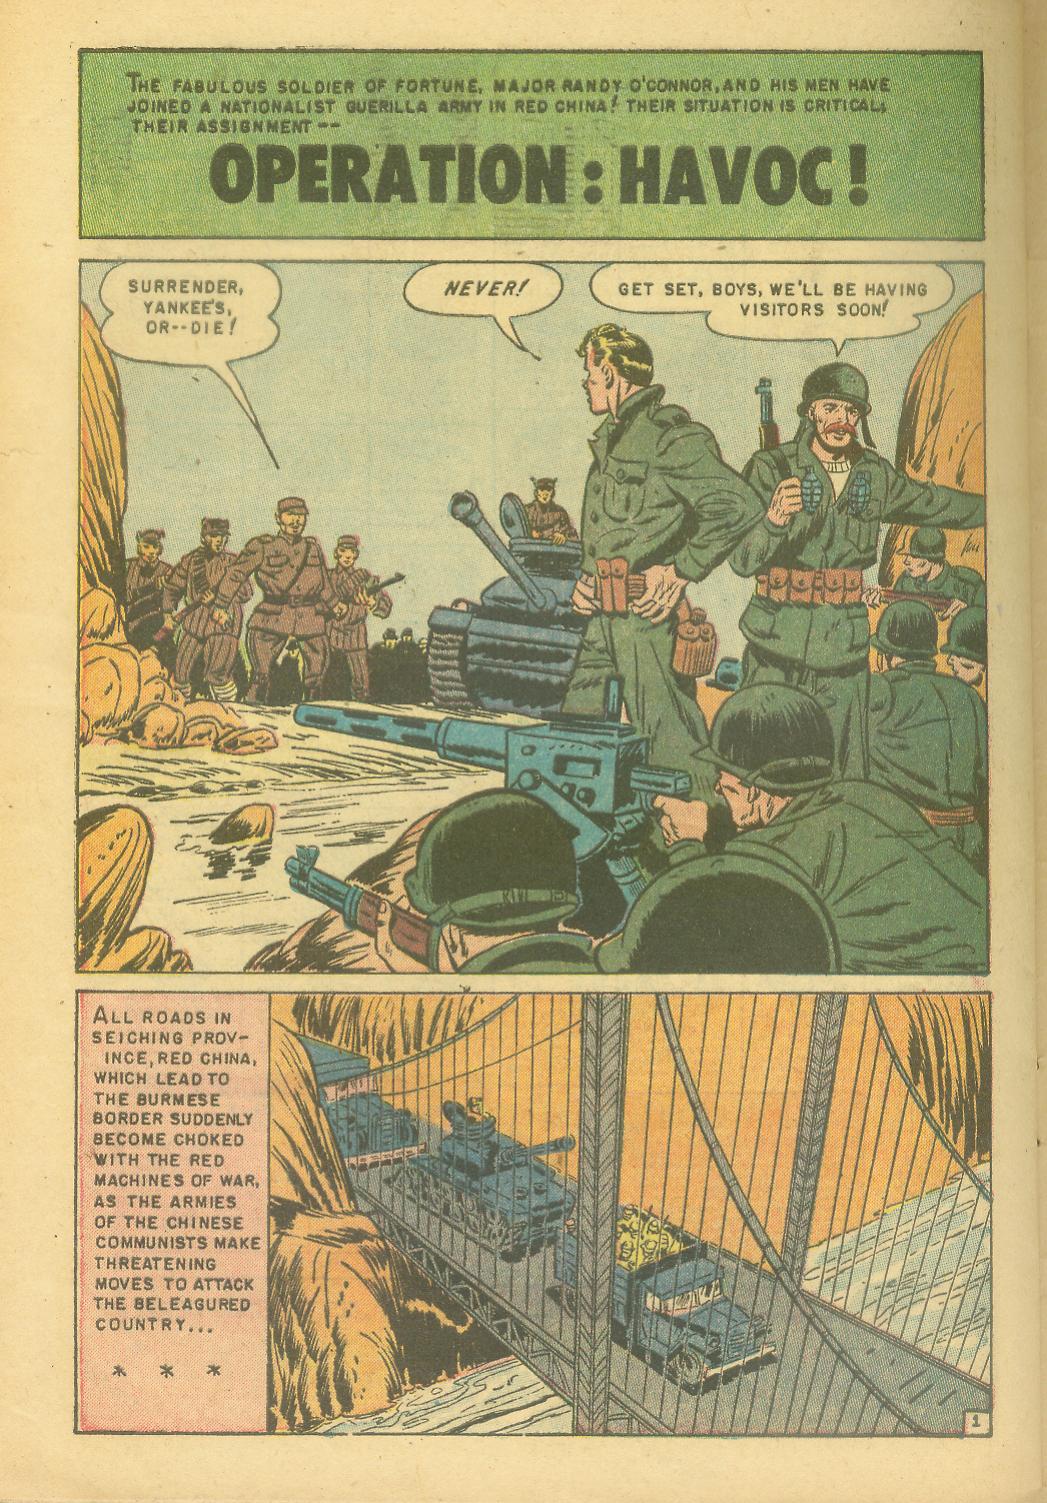 THE FABULOUS SOLDIER OF FORTUNE, MAJOR RANDY O'CONNOR, AND HIS MEN HAVE
JOINED A NATIONALIST GUERILLA ARMY IN RED CHINA! THEIR SITUATION IS CRITICAL;
THEIR ASSIGNMENT --
OPERATION : HAVOC!
SURRENDER,
YANKEE'S,
OR--DIE!
NEVER!
GET SET, BOYS, WE'LL BE HAVING
VISITORS SOON!
ALL ROADS IN
SEICHING PROV-
INCE, RED CHINA,
WHICH LEAD TO
THE BURMESE
BORDER SUDDENLY
BECOME CHOKED
WITH THE RED
MACHINES OF WAR,
AS THE ARMIES
OF THE CHINESE
COMMUNISTS MAKE
THREATENING
MOVES TO ATTACK
THE BELEAGURED
COUNTRY...
* * *
1